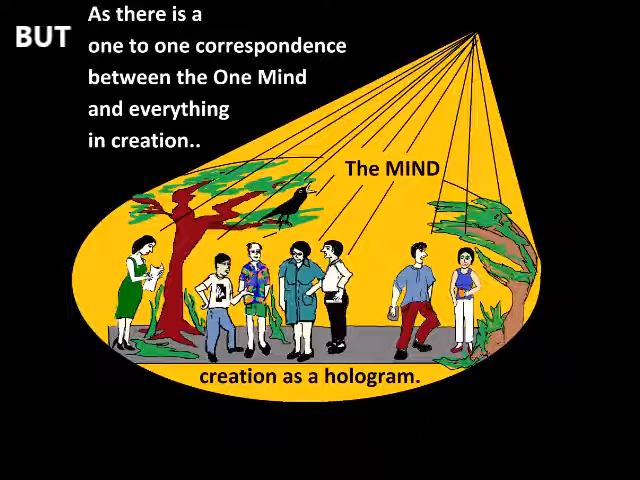 BUT
As there is a
one to one correspondence
between the One Mind
and everything
in creation..
The MIND
creation as a hologram.